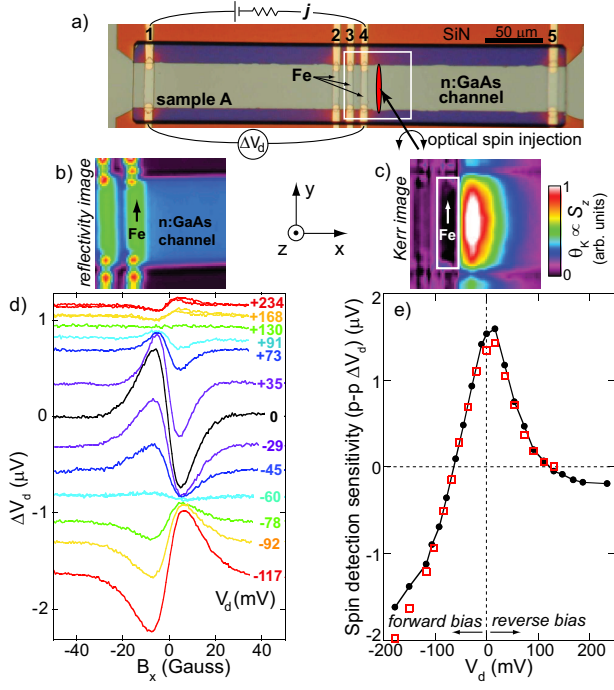 j
1
2
3
4
5
SiN
50 μm
Fe
sample A
n:GaAs
channel
ΔV_d
optical spin injection
a)
b)
reflectivity image
Fe
n:GaAs
channel
y
z
x
c)
Kerr image
Fe
1
0
θ_K ∝ S_z
(arb. units)
d)
+234
+168
+130
+91
+73
+35
0
-29
-45
-60
-78
-92
-117
V_d(mV)
1
0
-1
-2
ΔV_d (μV)
-40
-20
0
20
40
B_x (Gauss)
e)
2
1
0
-1
-2
Spin detection sensitivity (p-p ΔV_d) (μV)
forward bias
reverse bias
-200
-100
0
100
200
V_d (mV)